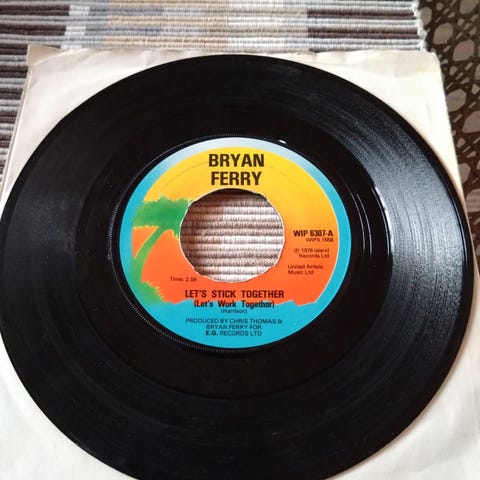 BRYAN
FERRY
WIP 6307-A
WIPX 1558
℗ 1976 Island
Records Ltd
United Artists
Music Ltd
Time: 2.58
LET'S STICK TOGETHER
(Let's Work Together)
(Harrison)
PRODUCED BY CHRIS THOMAS &
BRYAN FERRY FOR
E.G. RECORDS LTD